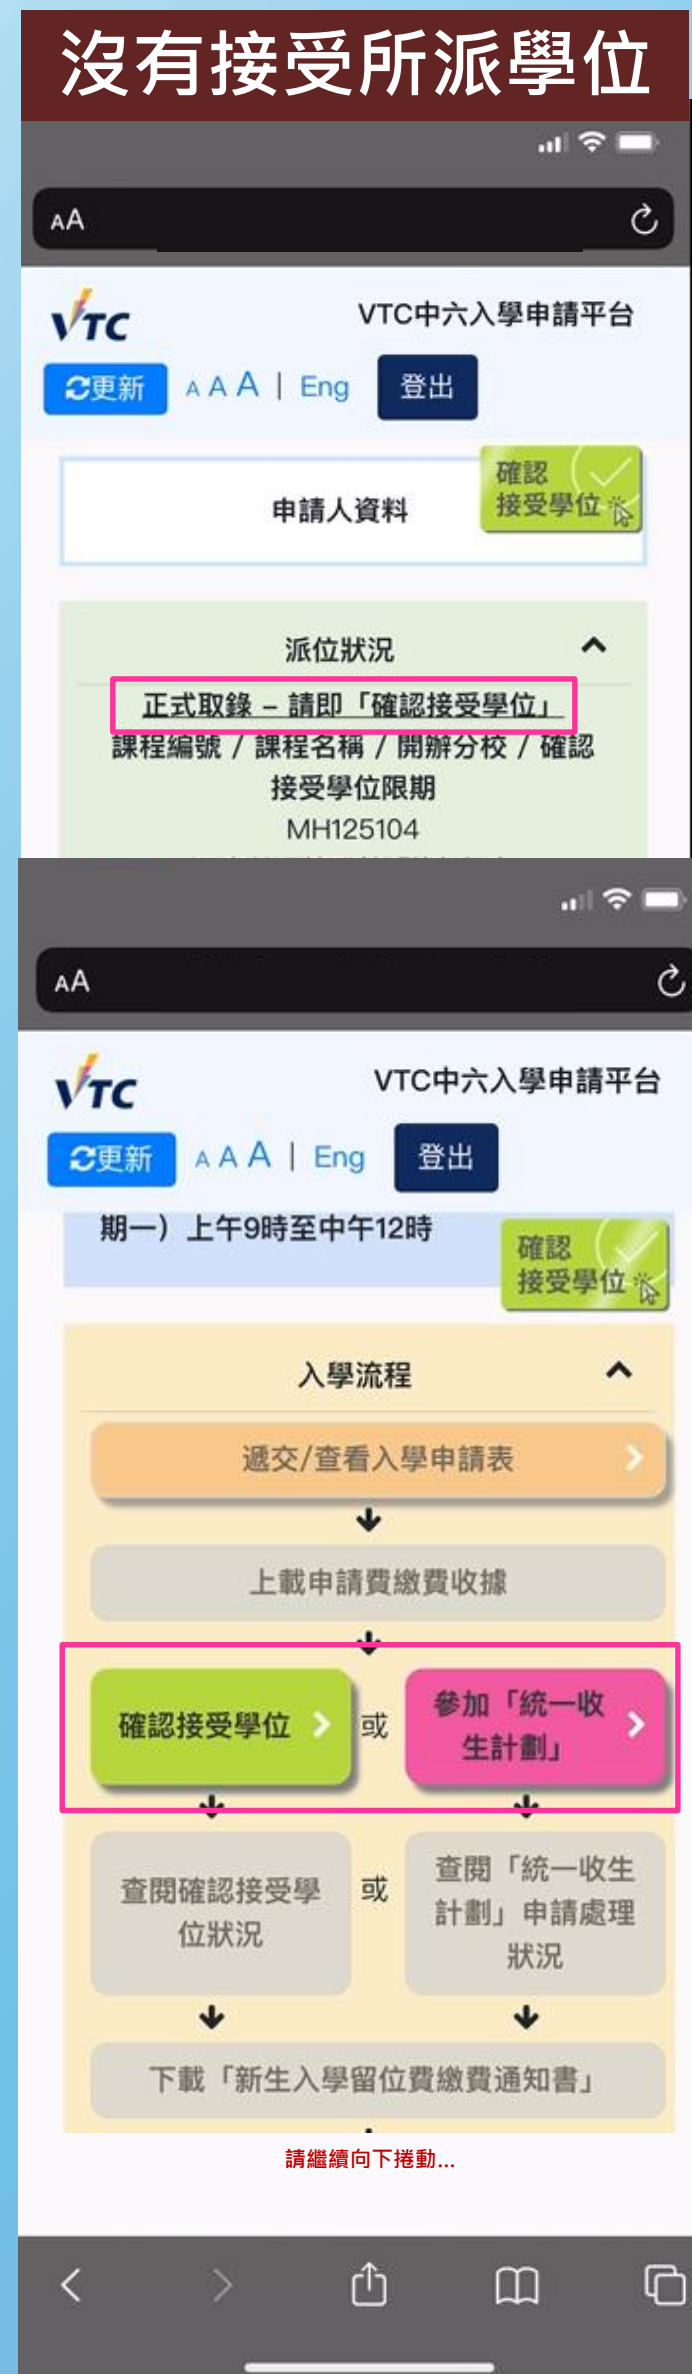 沒有接受所派學位
AA
VTC
VTC中六入學申請平台
更新 A A A | Eng 登出
申請人資料
確認
接受學位
派位狀況
正式取錄 – 請即「確認接受學位」
課程編號 / 課程名稱 / 開辦分校 / 確認
接受學位限期
MH125104
AA
VTC
VTC中六入學申請平台
更新 A A A | Eng 登出
期一）上午9時至中午12時
確認
接受學位
入學流程
遞交/查看入學申請表
上載申請費繳費收據
確認接受學位
或
參加「統一收
生計劃」
查閱確認接受學
位狀況
或
查閱「統一收生
計劃」申請處理
狀況
下載「新生入學留位費繳費通知書」
請繼續向下捲動...